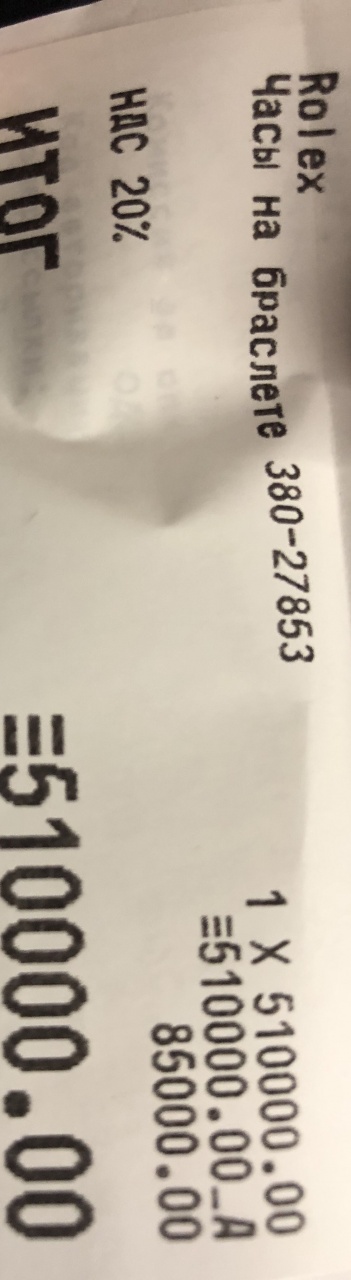 Rolex
Часы на браслете 380-27853
1 X 510000.00
≡510000.00_А
НДС 20% 85000.00
ИТОГ ≡510000.00